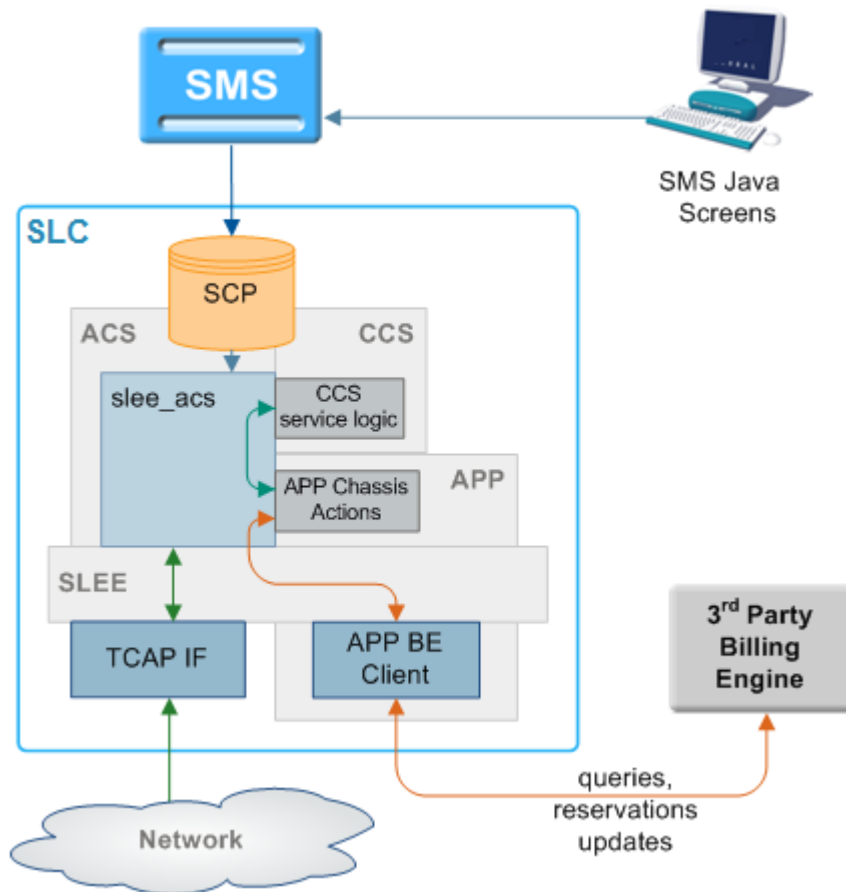 SMS
SMS Java
Screens
SLC
SCP
ACS
CCS
slee_acs
CCS
service logic
APP
APP Chassis
Actions
SLEE
TCAP IF
APP BE
Client
3rd Party
Billing
Engine
queries,
reservations
updates
Network